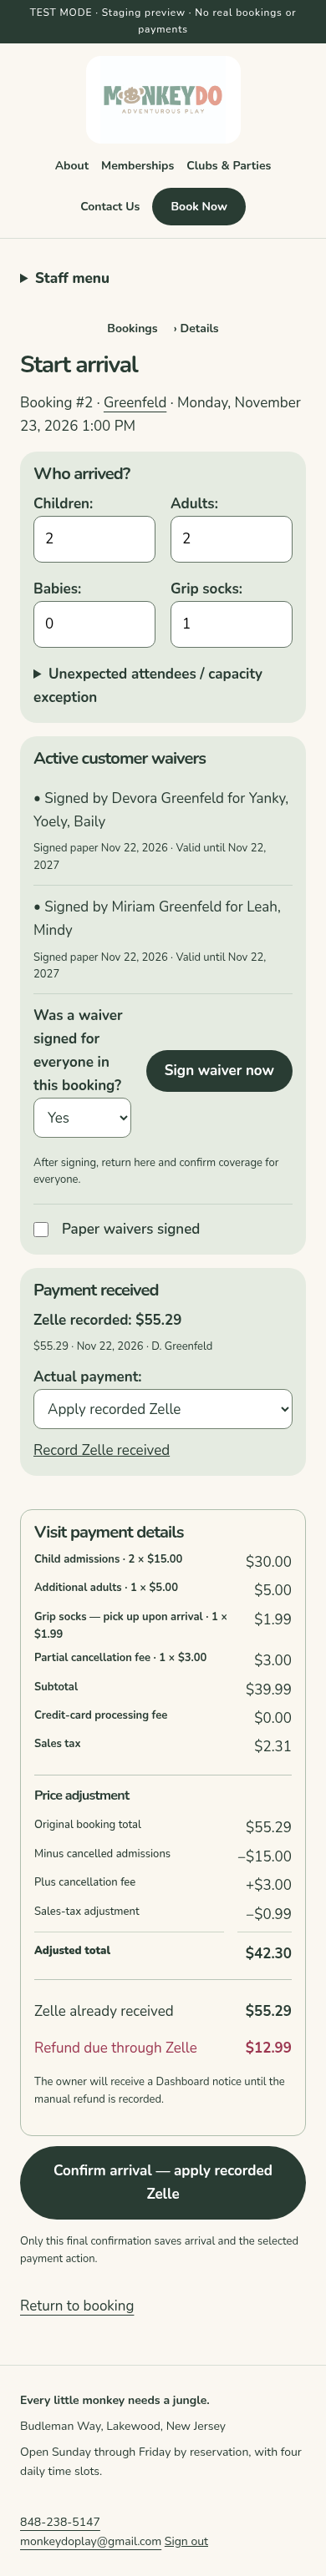 TEST MODE · Staging preview · No real bookings or
payments
MONKEYDO
ADVENTUROUS PLAY
About Memberships Clubs & Parties
Contact Us Book Now
▶ Staff menu
Bookings › Details
Start arrival
Booking #2 · Greenfeld · Monday, November
23, 2026 1:00 PM
Who arrived?
Children: Adults:
2 2
Babies: Grip socks:
0 1
▶ Unexpected attendees / capacity
exception
Active customer waivers
• Signed by Devora Greenfeld for Yanky,
Yoely, Baily
Signed paper Nov 22, 2026 · Valid until Nov 22,
2027
• Signed by Miriam Greenfeld for Leah,
Mindy
Signed paper Nov 22, 2026 · Valid until Nov 22,
2027
Was a waiver
signed for
everyone in
this booking?
Yes
Sign waiver now
After signing, return here and confirm coverage for
everyone.
Paper waivers signed
Payment received
Zelle recorded: $55.29
$55.29 · Nov 22, 2026 · D. Greenfeld
Actual payment:
Apply recorded Zelle
Record Zelle received
Visit payment details
Child admissions · 2 × $15.00 $30.00
Additional adults · 1 × $5.00 $5.00
Grip socks — pick up upon arrival · 1 × $1.99
$1.99
Partial cancellation fee · 1 × $3.00 $3.00
Subtotal $39.99
Credit-card processing fee $0.00
Sales tax $2.31
Price adjustment
Original booking total $55.29
Minus cancelled admissions –$15.00
Plus cancellation fee +$3.00
Sales-tax adjustment –$0.99
Adjusted total $42.30
Zelle already received $55.29
Refund due through Zelle $12.99
The owner will receive a Dashboard notice until the
manual refund is recorded.
Confirm arrival — apply recorded
Zelle
Only this final confirmation saves arrival and the selected
payment action.
Return to booking
Every little monkey needs a jungle.
Budleman Way, Lakewood, New Jersey
Open Sunday through Friday by reservation, with four
daily time slots.
848-238-5147
monkeydoplay@gmail.com Sign out